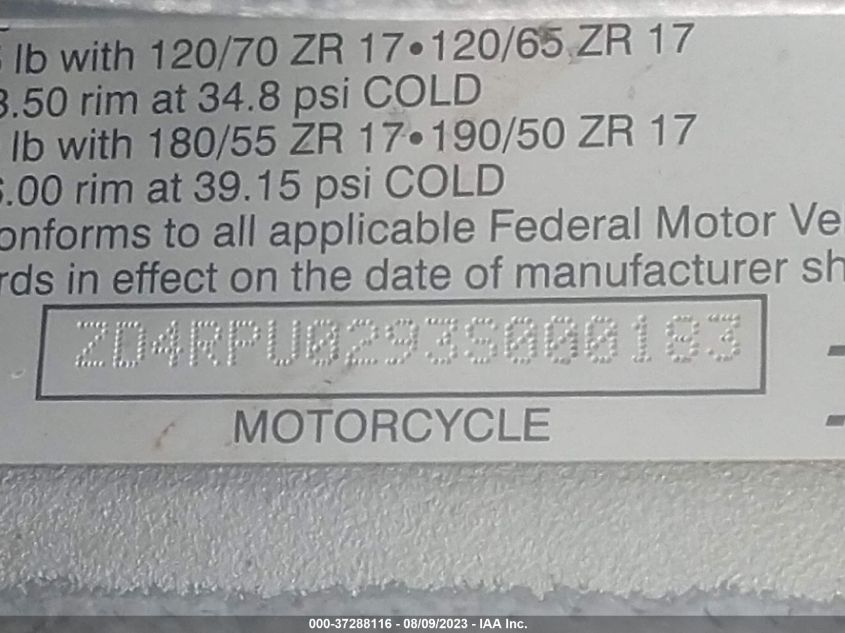 lb with 120/70 ZR 17•120/65 ZR 17
3.50 rim at 34.8 psi COLD
lb with 180/55 ZR 17•190/50 ZR 17
6.00 rim at 39.15 psi COLD
onforms to all applicable Federal Motor Ve
rds in effect on the date of manufacturer sh
ZD4RPU0293S000183
MOTORCYCLE
000-37288116 - 08/09/2023 - IAA Inc.